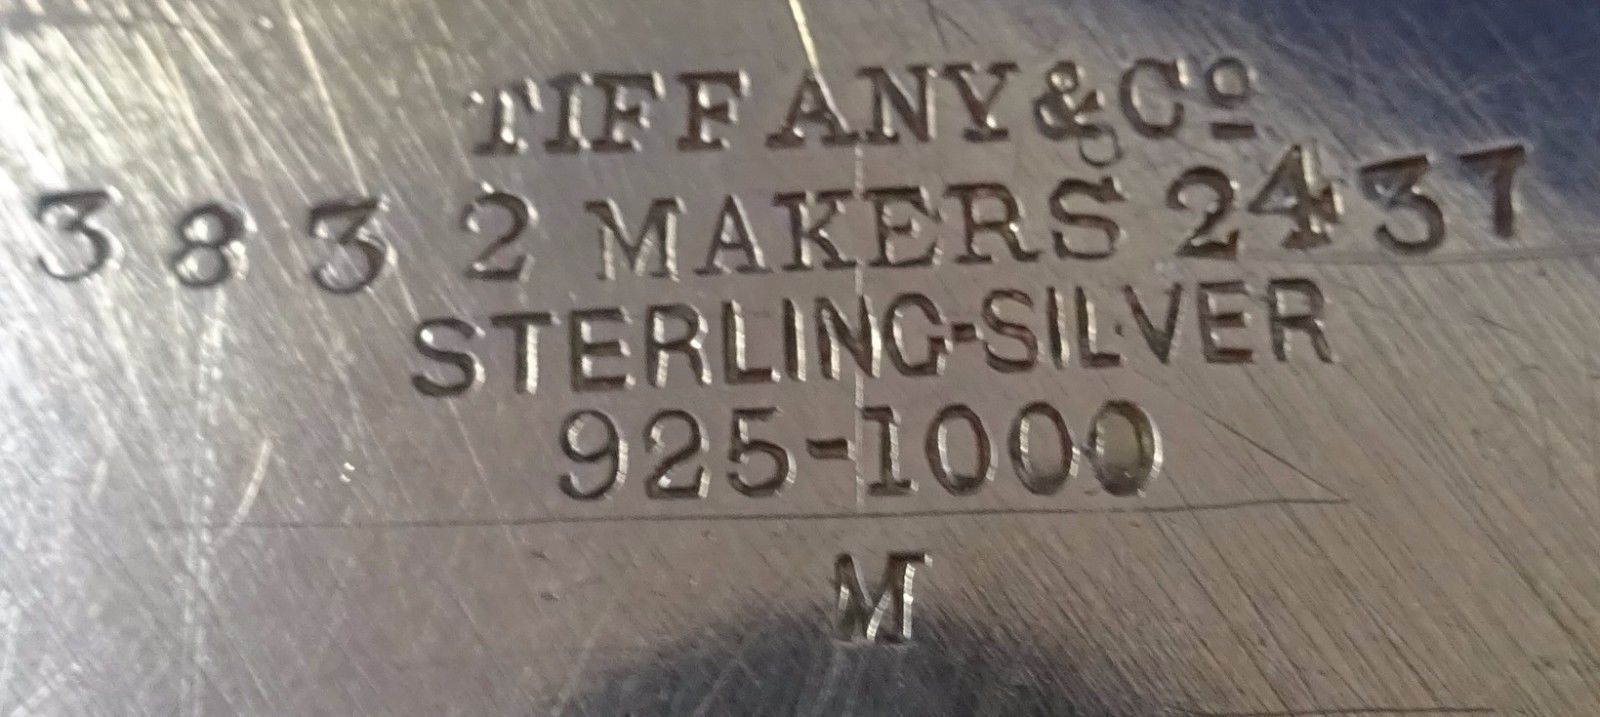 TIFFANY & Cº
3832 MAKERS 2437
STERLING-SILVER
925-1000
M